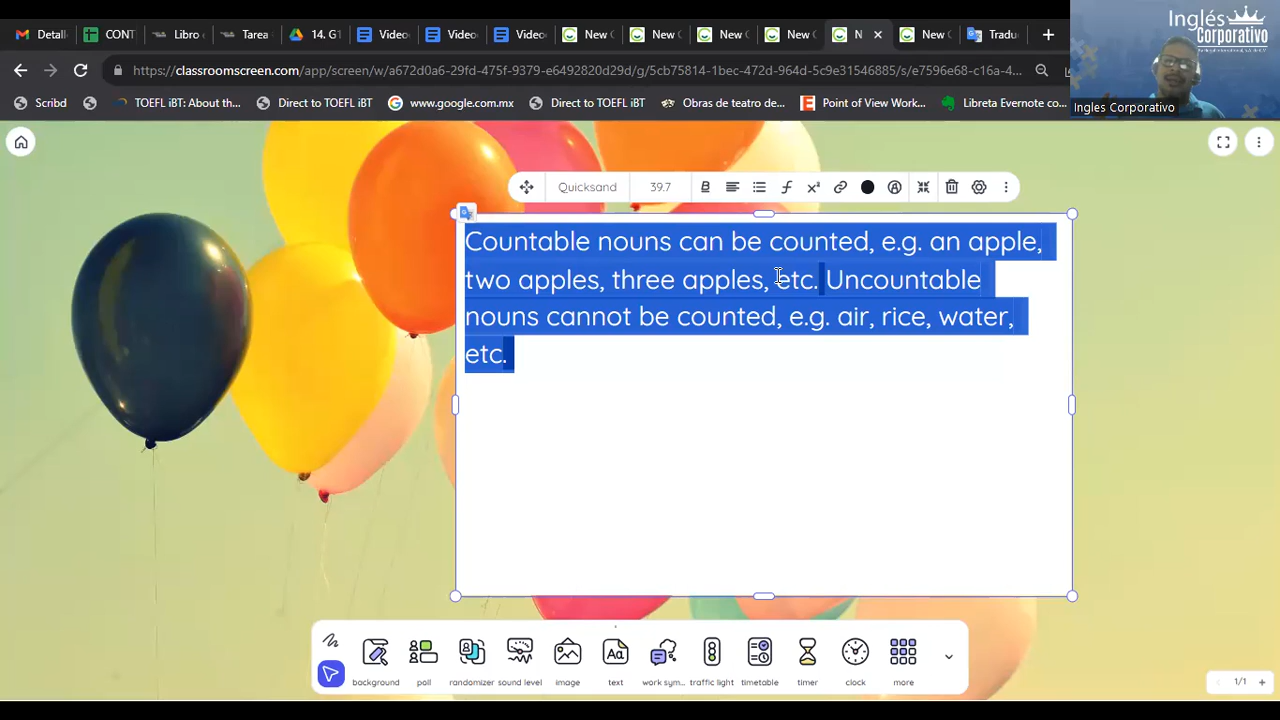 Detall
CONT
Libro
Tarea
14. G1
Video
Video
Video
New C
New C
New C
New C
N
New C
Tradu
https://classroomscreen.com/app/screen/w/a672d0a6-29fd-475f-9379-e6492820d29d/g/5cb75814-1bec-472d-964d-5c9e31546885/s/e7596e68-c16a-4...
Scribd
TOEFL iBT: About th...
Direct to TOEFL iBT
www.google.com.mx
Direct to TOEFL iBT
Obras de teatro de...
Point of View Work...
Libreta Evernote co...
Inglés
Corporativo
Ingles Corporativo
Quicksand
39.7
Countable nouns can be counted, e.g. an apple,
two apples, three apples, etc. Uncountable
nouns cannot be counted, e.g. air, rice, water,
etc.
background
poll
randomizer
sound level
image
text
work sym...
traffic light
timetable
timer
clock
more
1/1